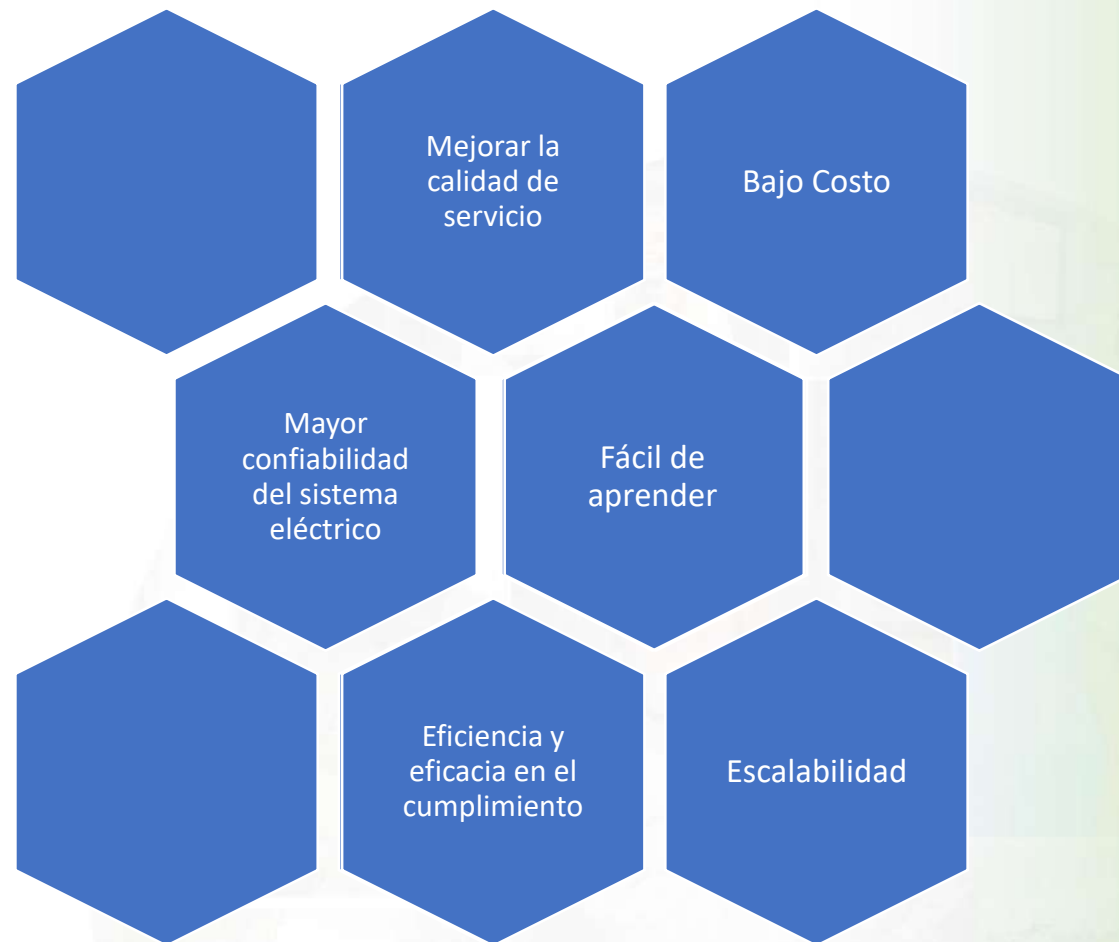 Mejorar la
calidad de
servicio
Bajo Costo
Mayor
confiabilidad
del sistema
eléctrico
Fácil de
aprender
Eficiencia y
eficacia en el
cumplimiento
Escalabilidad